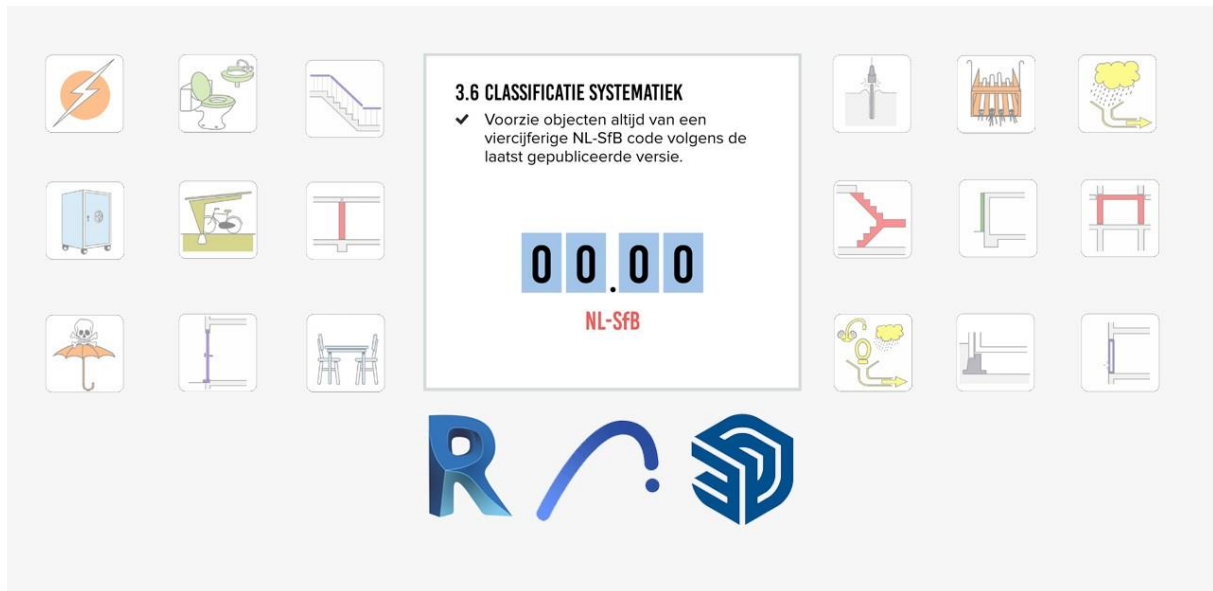 3.6 CLASSIFICATIE SYSTEMATIEK
✔ Voorzie objecten altijd van een
viercijferige NL-SfB code volgens de
laatst gepubliceerde versie.
00.00
NL-SfB